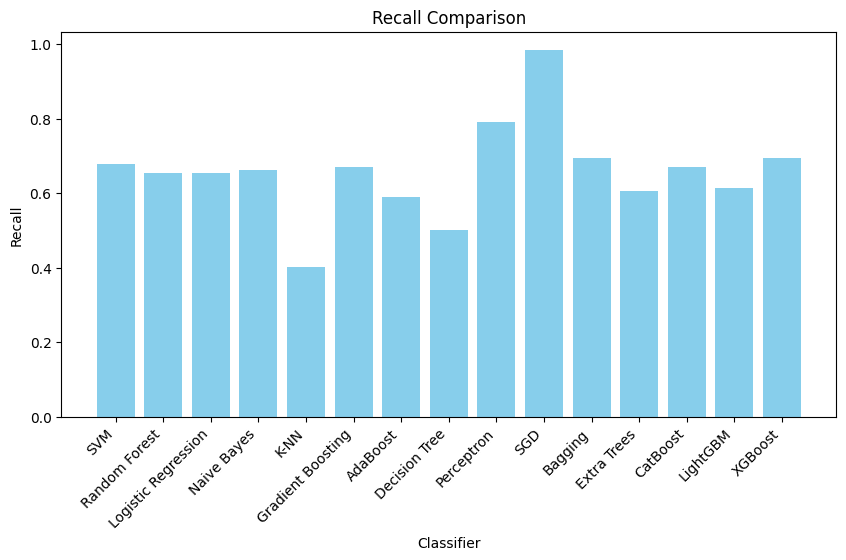 Recall Comparison
1.0
0.8
0.6
0.4
0.2
0.0
Recall
SVM
Random Forest
Logistic Regression
Naive Bayes
K-NN
Gradient Boosting
AdaBoost
Decision Tree
Perceptron
SGD
Bagging
Extra Trees
CatBoost
LightGBM
XGBoost
Classifier